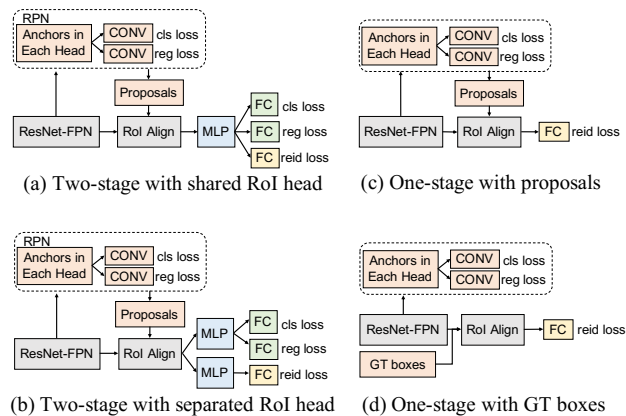 RPN
Anchors in
Each Head
CONV
cls loss
CONV
reg loss
Proposals
ResNet-FPN
RoI Align
MLP
FC
cls loss
FC
reg loss
FC
reid loss
(a) Two-stage with shared RoI head
Anchors in
Each Head
CONV
cls loss
CONV
reg loss
Proposals
ResNet-FPN
RoI Align
FC
reid loss
(c) One-stage with proposals
RPN
Anchors in
Each Head
CONV
cls loss
CONV
reg loss
Proposals
ResNet-FPN
RoI Align
MLP
FC
cls loss
FC
reg loss
MLP
FC
reid loss
(b) Two-stage with separated RoI head
Anchors in
Each Head
CONV
cls loss
CONV
reg loss
ResNet-FPN
RoI Align
FC
reid loss
GT boxes
(d) One-stage with GT boxes